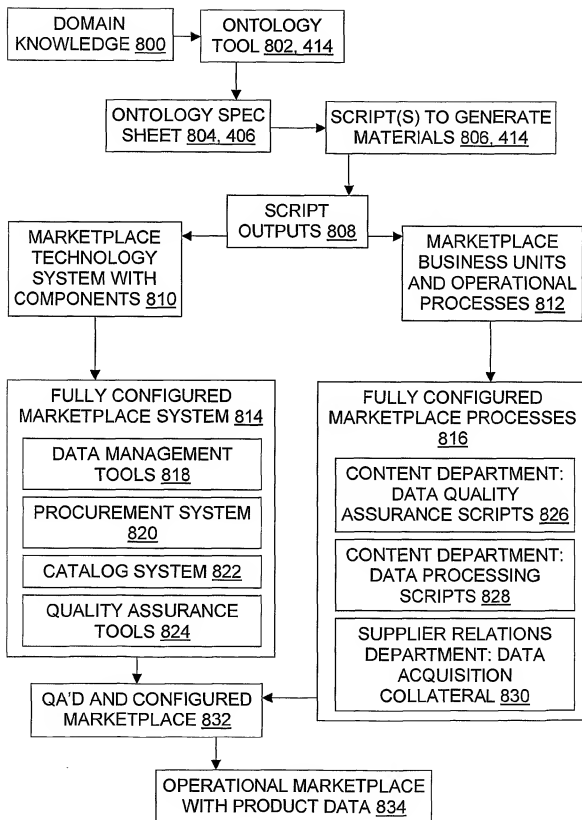 DOMAIN
KNOWLEDGE 800
ONTOLOGY
TOOL 802, 414
ONTOLOGY SPEC
SHEET 804, 406
SCRIPT(S) TO GENERATE
MATERIALS 806, 414
SCRIPT
OUTPUTS 808
MARKETPLACE
TECHNOLOGY
SYSTEM WITH
COMPONENTS 810
MARKETPLACE
BUSINESS UNITS
AND OPERATIONAL
PROCESSES 812
FULLY CONFIGURED
MARKETPLACE SYSTEM 814
DATA MANAGEMENT
TOOLS 818
PROCUREMENT SYSTEM
820
CATALOG SYSTEM 822
QUALITY ASSURANCE
TOOLS 824
FULLY CONFIGURED
MARKETPLACE PROCESSES
816
CONTENT DEPARTMENT:
DATA QUALITY
ASSURANCE SCRIPTS 826
CONTENT DEPARTMENT:
DATA PROCESSING
SCRIPTS 828
SUPPLIER RELATIONS
DEPARTMENT: DATA
ACQUISITION
COLLATERAL 830
QA'D AND CONFIGURED
MARKETPLACE 832
OPERATIONAL MARKETPLACE
WITH PRODUCT DATA 834